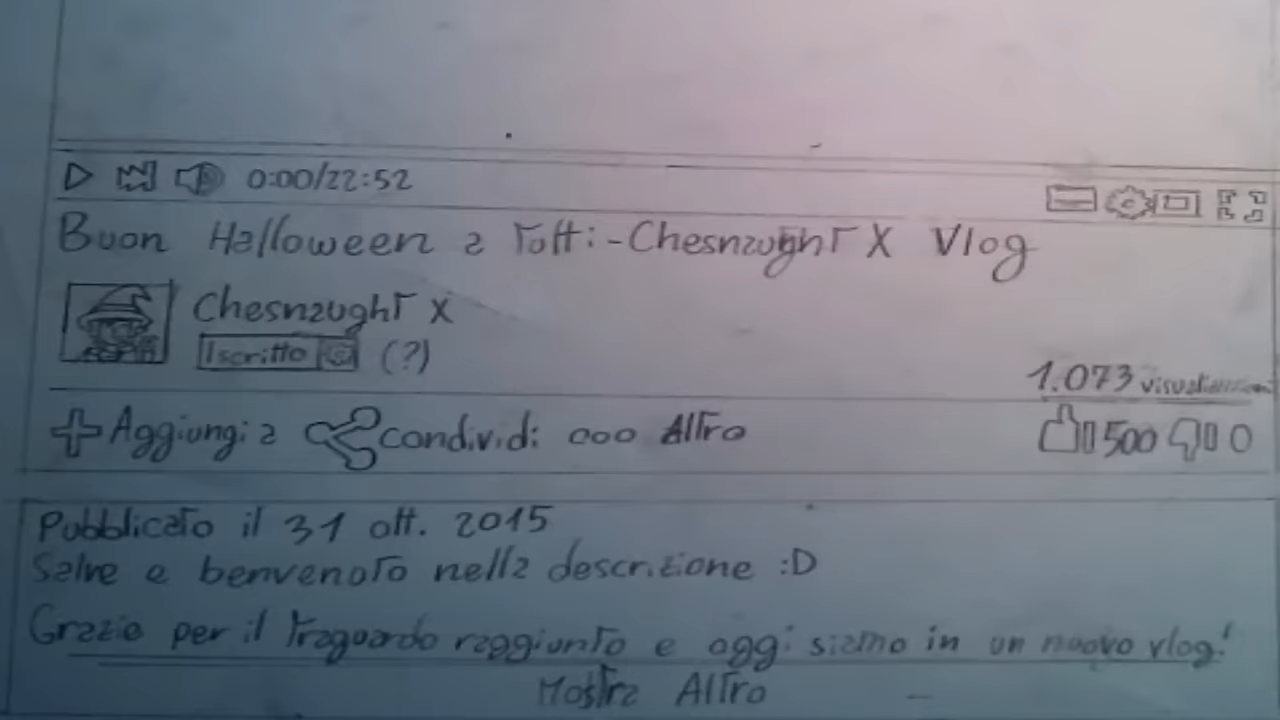 0:00/22:52
Buon Halloween a Tutti-Chesnaught X Vlog
Chesnaught X
Iscritto (?)
1.073 visualizzazioni
Aggiungi a condividi ooo Altro
500 0
Pubblicato il 31 ott. 2015
Salve e benvenuto nella descrizione :D
Grazie per il Traguardo raggiunto e oggi siamo in un nuovo vlog!
Mostra Altro